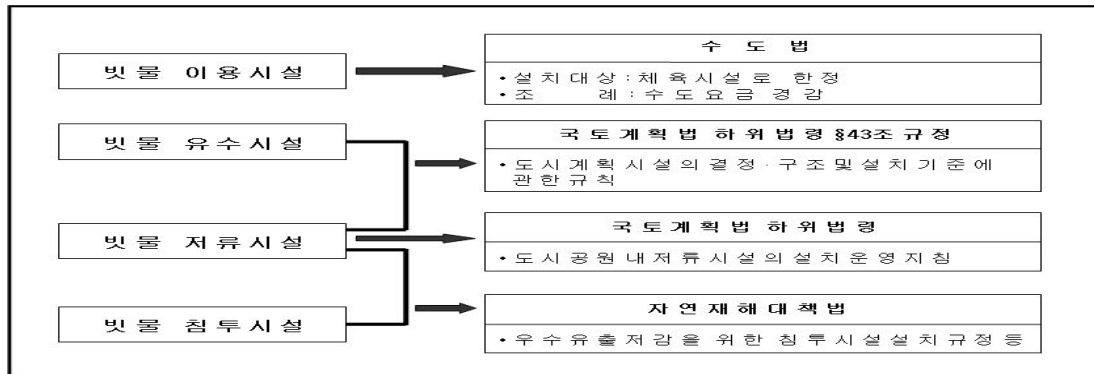 빗물 이용시설
수 도 법
• 설치대상 : 체육시설로 한정
• 조 례 : 수도요금 경감
빗물 유수시설
국토계획법 하위법령 §43조 규정
• 도시계획시설의 결정·구조및설치기준에
관한규칙
빗물 저류시설
국토계획법 하위법령
• 도시공원내저류시설의설치운영지침
빗물 침투시설
자연재해대책법
• 우수유출저감을 위한 침투시설설치규정등